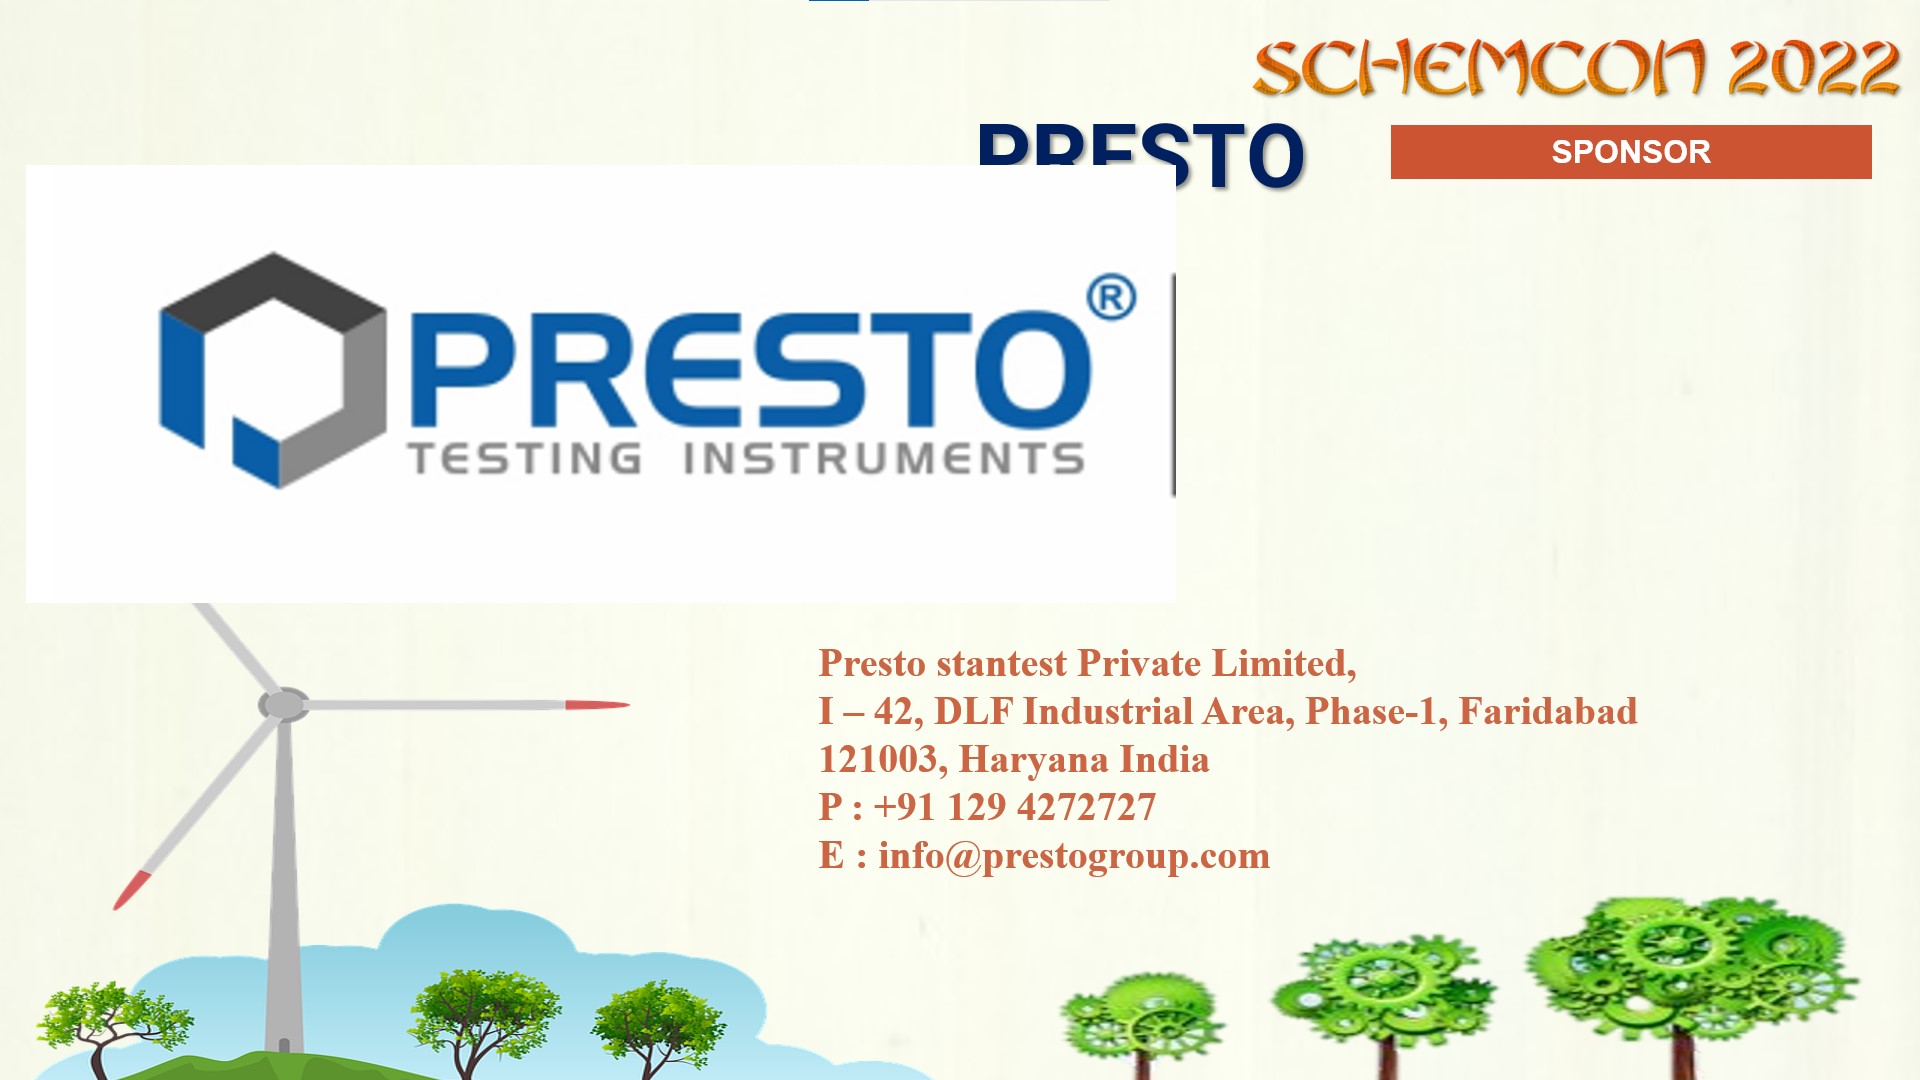 SCHEMCON 2022
PRESTO
SPONSOR
PRESTO®
TESTING INSTRUMENTS
Presto stantest Private Limited,
I – 42, DLF Industrial Area, Phase-1, Faridabad
121003, Haryana India
P : +91 129 4272727
E : info@prestogroup.com